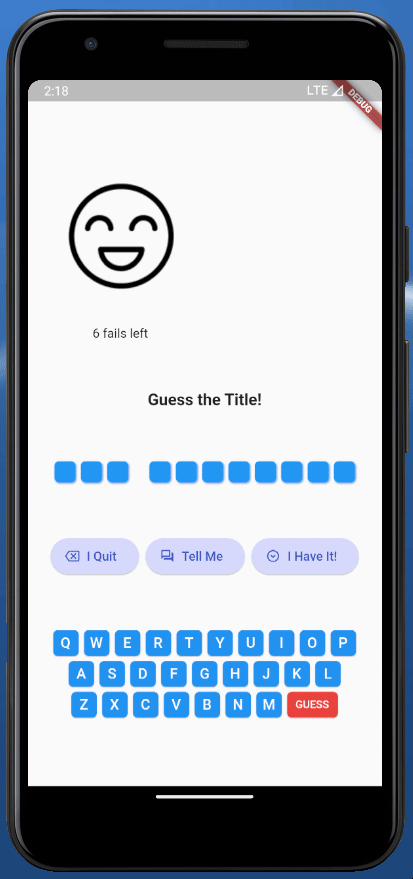 2:18 LTE
DEBUG
6 fails left
Guess the Title!
I Quit Tell Me I Have It!
Q W E R T Y U I O P
A S D F G H J K L
Z X C V B N M GUESS